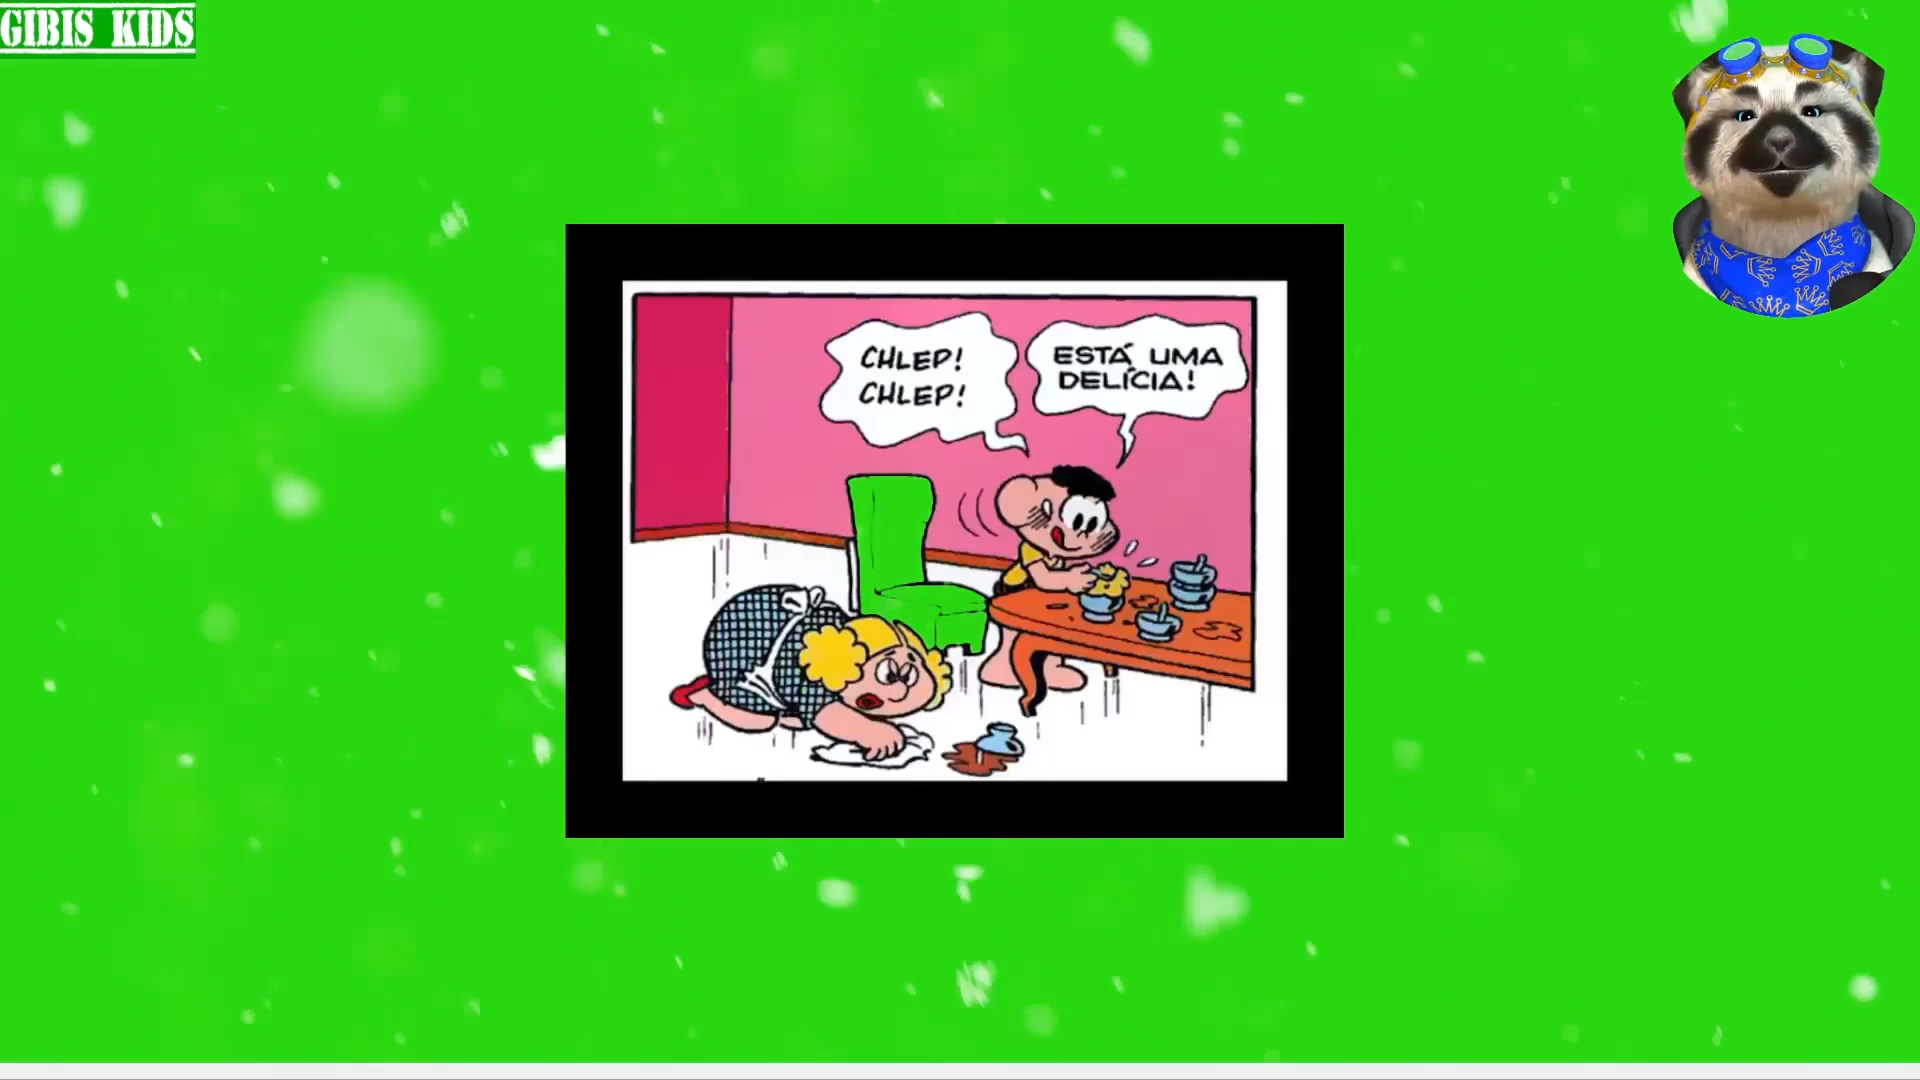 GIBIS KIDS
CHLEP!
CHLEP!
ESTÁ UMA
DELÍCIA!